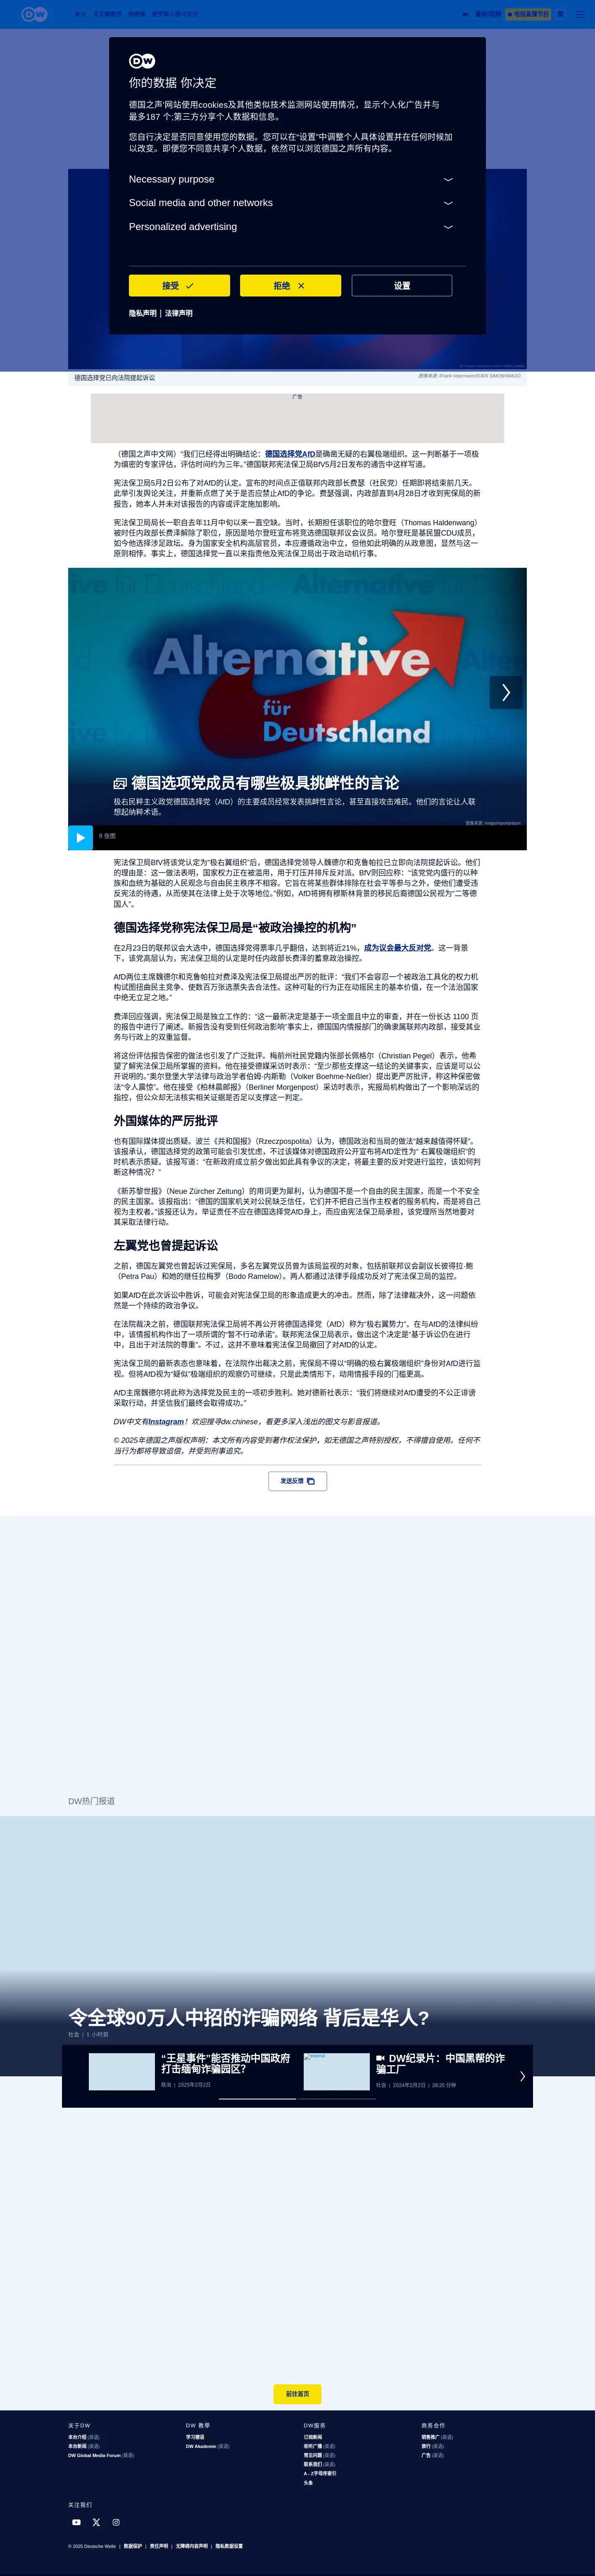 DW
最新视频
电视直播节目
DW
你的数据 你决定
德国之声'网站使用cookies及其他类似技术监测网站使用情况，显示个人化广告并与
最多187 个;第三方分享个人数据和信息。
您自行决定是否同意使用您的数据。您可以在"设置"中调整个人具体设置并在任何时候加
以改变。即便您不同意共享个人数据，依然可以浏览德国之声所有内容。
Necessary purpose
Social media and other networks
Personalized advertising
接受
拒绝
设置
隐私声明 | 法律声明
德国选择党已向法院提起诉讼
广告
（德国之声中文网）“我们已经得出明确结论：德国选择党AfD是确凿无疑的右翼极端组织。这一判断基于一项极
为缜密的专家评估，评估时间约为三年。”德国联邦宪法保局BfV5月2日发布的通告中这样写道。
宪法保卫局5月2日公布了对AfD的认定。宣布的时间点正值联邦内政部长费瑟（社民党）任期即将结束前几天。
此举引发舆论关注，并重新点燃了关于是否应禁止AfD的争论。费瑟强调，内政部直到4月28日才收到宪保局的新
报告，她本人并未对该报告的内容或评定施加影响。
宪法保卫局局长一职自去年11月中旬以来一直空缺。当时，长期担任该职位的哈尔登旺（Thomas Haldenwang）
被时任内政部长费泽解除了职位，原因是哈尔登旺宣布将竞选德国联邦议会议员。哈尔登旺是基民盟CDU成员，
如今他选择涉足政坛。身为国家安全机构高层官员，本应遵循政治中立，但他如此明确的从政意图，显然与这一
原则相悖。事实上，德国选择党一直以来指责他及宪法保卫局出于政治动机行事。
Alternative
für
Deutschland
德国选项党成员有哪些极具挑衅性的言论
极右民粹主义政党德国选择党（AfD）的主要成员经常发表挑衅性言论，甚至直接攻击难民。他们的言论让人联
想起纳粹术语。
图像来源: Imago/reportandum
8 张图
宪法保卫局BfV将该党认定为“极右翼组织”后，德国选择党领导人魏德尔和克鲁帕拉已立即向法院提起诉讼。他们
的理由是：这一做法表明，国家权力正在被滥用，用于打压并排斥反对派。BfV则回应称：“该党党内盛行的以种
族和血统为基础的人民观念与自由民主秩序不相容。它旨在将某些群体排除在社会平等参与之外，使他们遭受违
反宪法的待遇，从而使其在法律上处于次等地位。”例如，AfD将拥有穆斯林背景的移民后裔德国公民视为“二等德
国人”。
德国选择党称宪法保卫局是“被政治操控的机构”
在2月23日的联邦议会大选中，德国选择党得票率几乎翻倍，达到将近21%，成为议会最大反对党。这一背景
下，该党高层认为，宪法保卫局的认定是时任内政部长费泽的蓄意政治操控。
AfD两位主席魏德尔和克鲁帕拉对费泽及宪法保卫局提出严厉的批评：“我们不会容忍一个被政治工具化的权力机
构试图扭曲民主竞争、使数百万张选票失去合法性。这种可耻的行为正在动摇民主的基本价值，在一个法治国家
中绝无立足之地。”
费泽回应强调，宪法保卫局是独立工作的：“这一最新决定是基于一项全面且中立的审查，并在一份长达 1100 页
的报告中进行了阐述。新报告没有受到任何政治影响”事实上，德国国内情报部门的确隶属联邦内政部，接受其业
务与行政上的双重监督。
将这份评估报告保密的做法也引发了广泛批评。梅前州社民党籍内张部长佩格尔（Christian Pegel）表示，他希
望了解宪法保卫局所掌握的资料。他在接受德媒采访时表示：“至少那些支撑这一结论的关键事实，应该是可以公
开说明的。”奥尔登堡大学法律与政治学者伯姆-内斯勒（Volker Boehme-Neßler）提出更严厉批评，称这种保密做
法“令人震惊”。他在接受《柏林晨邮报》（Berliner Morgenpost）采访时表示，宪报局机构做出了一个影响深远的
指控，但公众却无法核实相关证据是否足以支撑这一判定。
外国媒体的严厉批评
也有国际媒体提出质疑。波兰《共和国报》（Rzeczpospolita）认为，德国政治和当局的做法“越来越值得怀疑”。
该报承认，德国选择党的政策可能会引发忧虑，不过该媒体对德国政府公开宣布将AfD定性为“ 右翼极端组织”的
时机表示质疑。该报写道：“在新政府成立前夕做出如此具有争议的决定，将最主要的反对党进行监控，该如何判
断这种情况？“
《新苏黎世报》（Neue Zürcher Zeitung）的用词更为犀利，认为德国不是一个自由的民主国家，而是一个不安全
的民主国家。该报指出：“德国的国家机关对公民缺乏信任，它们并不把自己当作民主权利者的服务者，而是将自己
视为主权者。”该报还认为，举证责任不应在德国选择党AfD身上，而应由宪法保卫局承担，该党理所当然地要对
其采取法律行动。
左翼党也曾提起诉讼
之前，德国左翼党也曾起诉过宪保局，多名左翼党议员曾为该局监视的对象，包括前联邦议会副议长彼得拉·鲍
（Petra Pau）和她的继任拉梅罗（Bodo Ramelow）。两人都通过法律手段成功反对了宪法保卫局的监控。
如果AfD在此次诉讼中胜诉，可能会对宪法保卫局的形象造成更大的冲击。然而，除了法律裁决外，这一问题依
然是一个持续的政治争议。
在法院裁决之前，德国联邦宪法保卫局将不再公开将德国选择党（AfD）称为“极右翼势力”。在与AfD的法律纠纷
中，该情报机构作出了一项所谓的“暂不行动承诺”。联邦宪法保卫局表示，做出这个决定是“基于诉讼仍在进行
中，且出于对法院的尊重”。不过，这并不意味着宪法保卫局撤回了对AfD的认定。
宪法保卫局的最新表态也意味着，在法院作出裁决之前，宪保局不得以“明确的极右翼极端组织”身份对AfD进行监
视。但将AfD视为“疑似”极端组织的观察仍可继续，只是此类情形下，动用情报手段的门槛更高。
AfD主席魏德尔将此称为选择党及民主的一项初步胜利。她对德新社表示：“我们将继续对AfD遭受的不公正诽谤
采取行动，并坚信我们最终会取得成功。”
DW中文有Instagram！欢迎搜寻dw.chinese，看更多深入浅出的图文与影音报道。
© 2025年德国之声版权声明：本文所有内容受到著作权法保护，如无德国之声特别授权，不得擅自使用。任何不
当行为都将导致追偿，并受到刑事追究。
发送反馈
DW热门报道
令全球90万人中招的诈骗网络 背后是华人?
社会 | 1 小时前
“王星事件”能否推动中国政府
打击缅甸诈骗园区?
政治 | 2025年2月2日
DW纪录片：中国黑帮的诈
骗工厂
社会 | 2024年2月2日 | 28:25 分钟
前往首页
关于DW
本台介绍 (英语)
本台新闻 (英语)
DW Global Media Forum (英语)
DW 教学
学习德语
DW Akademie (英语)
DW服务
订阅新闻
收听广播 (英语)
常见问题 (英语)
联系我们 (英语)
A - Z字母序索引
头条
商务合作
销售推广 (英语)
旅行 (英语)
广告 (英语)
关注我们
© 2025 Deutsche Welle | 数据保护 | 责任声明 | 无障碍内容声明 | 隐私数据设置